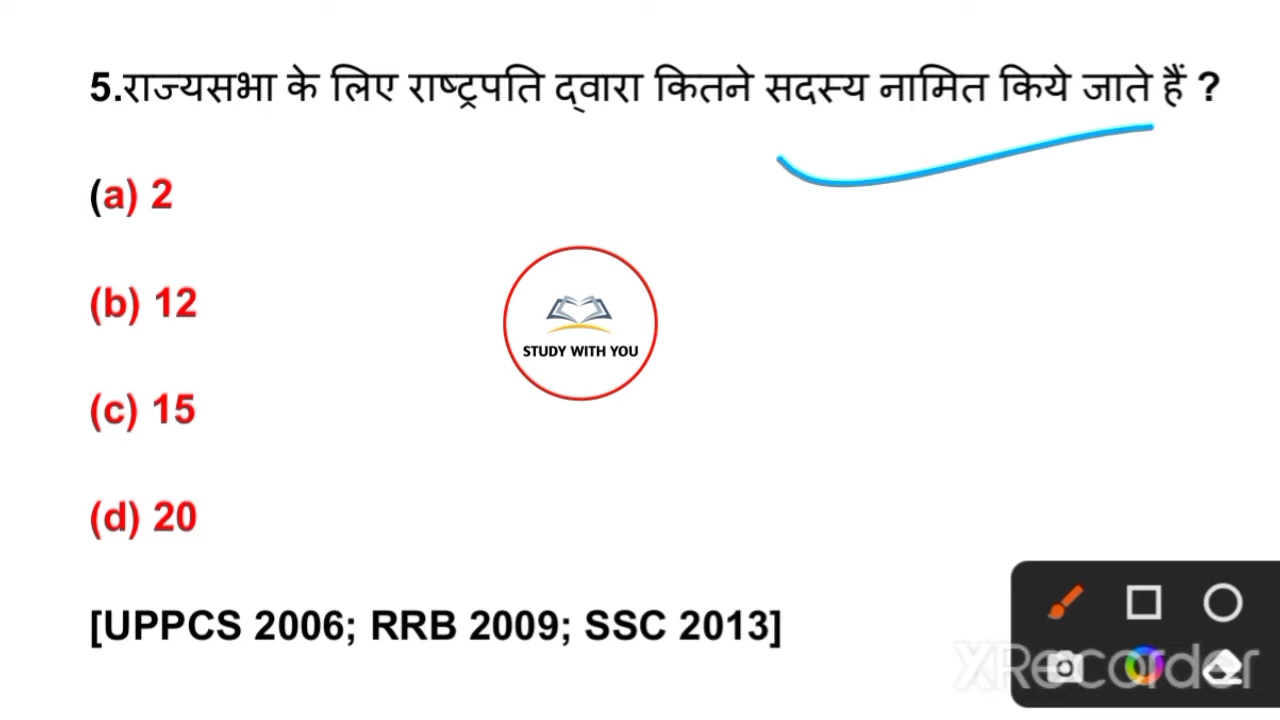 5.राज्यसभा के लिए राष्ट्रपति द्वारा कितने सदस्य नामित किये जाते हैं ?
(a) 2
(b) 12
STUDY WITH YOU
(c) 15
(d) 20
[UPPCS 2006; RRB 2009; SSC 2013]
XRecorder